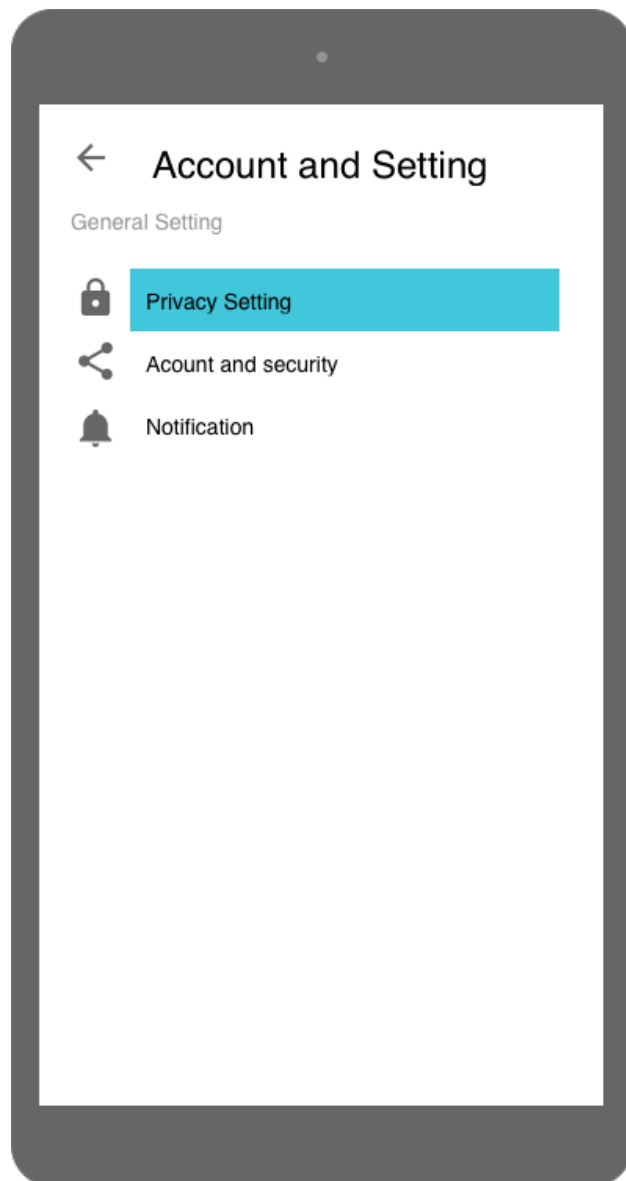 Account and Setting
General Setting
Privacy Setting
Acount and security
Notification